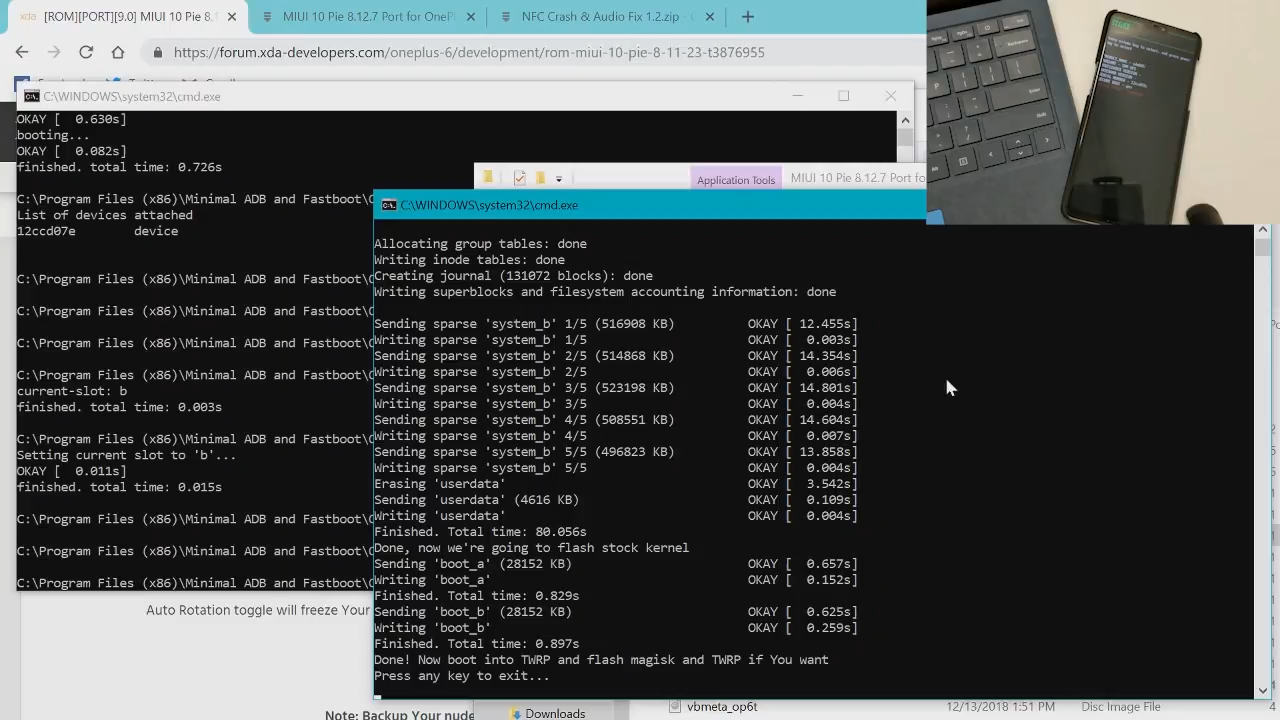 [ROM][PORT][9.0] MIUI 10 Pie 8.1
MIUI 10 Pie 8.12.7 Port for OneP
NFC Crash & Audio Fix 1.2.zip -
https://forum.xda-developers.com/oneplus-6/development/rom-miui-10-pie-8-11-23-t3876955
C:\WINDOWS\system32\cmd.exe
OKAY [  0.630s]
booting...
OKAY [  0.082s]
finished. total time: 0.726s
C:\Program Files (x86)\Minimal ADB and Fastboot\
List of devices attached
12ccd07e        device
C:\Program Files (x86)\Minimal ADB and Fastboot\
C:\Program Files (x86)\Minimal ADB and Fastboot\
C:\Program Files (x86)\Minimal ADB and Fastboot\
C:\Program Files (x86)\Minimal ADB and Fastboot\
current-slot: b
finished. total time: 0.003s
C:\Program Files (x86)\Minimal ADB and Fastboot\
Setting current slot to 'b'...
OKAY [  0.011s]
finished. total time: 0.015s
C:\Program Files (x86)\Minimal ADB and Fastboot\
C:\Program Files (x86)\Minimal ADB and Fastboot\
C:\Program Files (x86)\Minimal ADB and Fastboot\
Auto Rotation toggle will freeze Your
Note: Backup Your
Application Tools
MIUI 10 Pie 8.12.7 Port for
C:\WINDOWS\system32\cmd.exe
Allocating group tables: done
Writing inode tables: done
Creating journal (131072 blocks): done
Writing superblocks and filesystem accounting information: done
Sending sparse 'system_b' 1/5 (516908 KB)          OKAY [ 12.455s]
Writing sparse 'system_b' 1/5                      OKAY [  0.003s]
Sending sparse 'system_b' 2/5 (514868 KB)          OKAY [ 14.354s]
Writing sparse 'system_b' 2/5                      OKAY [  0.006s]
Sending sparse 'system_b' 3/5 (523198 KB)          OKAY [ 14.801s]
Writing sparse 'system_b' 3/5                      OKAY [  0.004s]
Sending sparse 'system_b' 4/5 (508551 KB)          OKAY [ 14.604s]
Writing sparse 'system_b' 4/5                      OKAY [  0.007s]
Sending sparse 'system_b' 5/5 (496823 KB)          OKAY [ 13.858s]
Writing sparse 'system_b' 5/5                      OKAY [  0.004s]
Erasing 'userdata'                                 OKAY [  3.542s]
Sending 'userdata' (4616 KB)                       OKAY [  0.109s]
Writing 'userdata'                                 OKAY [  0.004s]
Finished. Total time: 80.056s
Done, now we're going to flash stock kernel
Sending 'boot_a' (28152 KB)                        OKAY [  0.657s]
Writing 'boot_a'                                   OKAY [  0.152s]
Finished. Total time: 0.829s
Sending 'boot_b' (28152 KB)                        OKAY [  0.625s]
Writing 'boot_b'                                   OKAY [  0.259s]
Finished. Total time: 0.897s
Done! Now boot into TWRP and flash magisk and TWRP if You want
Press any key to exit...
Downloads
vbmeta_op6t
12/13/2018 1:51 PM
Disc Image File